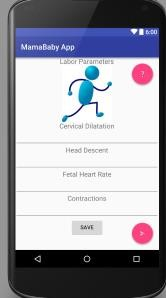 6:00
MamaBaby App
Labor Parameters
?
Cervical Dilatation
Head Descent
Fetal Heart Rate
Contractions
SAVE
>